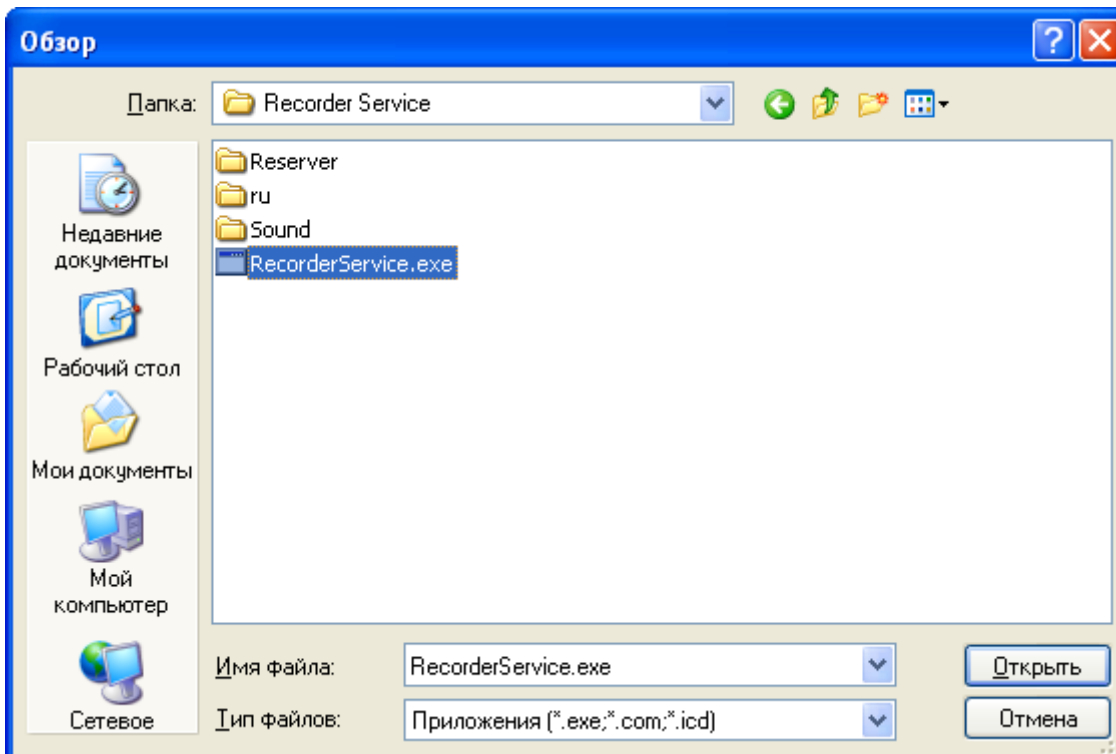 Обзор
Папка:
Recorder Service
Reserver
ru
Sound
RecorderService.exe
Недавние
документы
Рабочий стол
Мои документы
Мой
компьютер
Сетевое
Имя файла:
RecorderService.exe
Открыть
Тип файлов:
Приложения (*.exe;*.com;*.icd)
Отмена